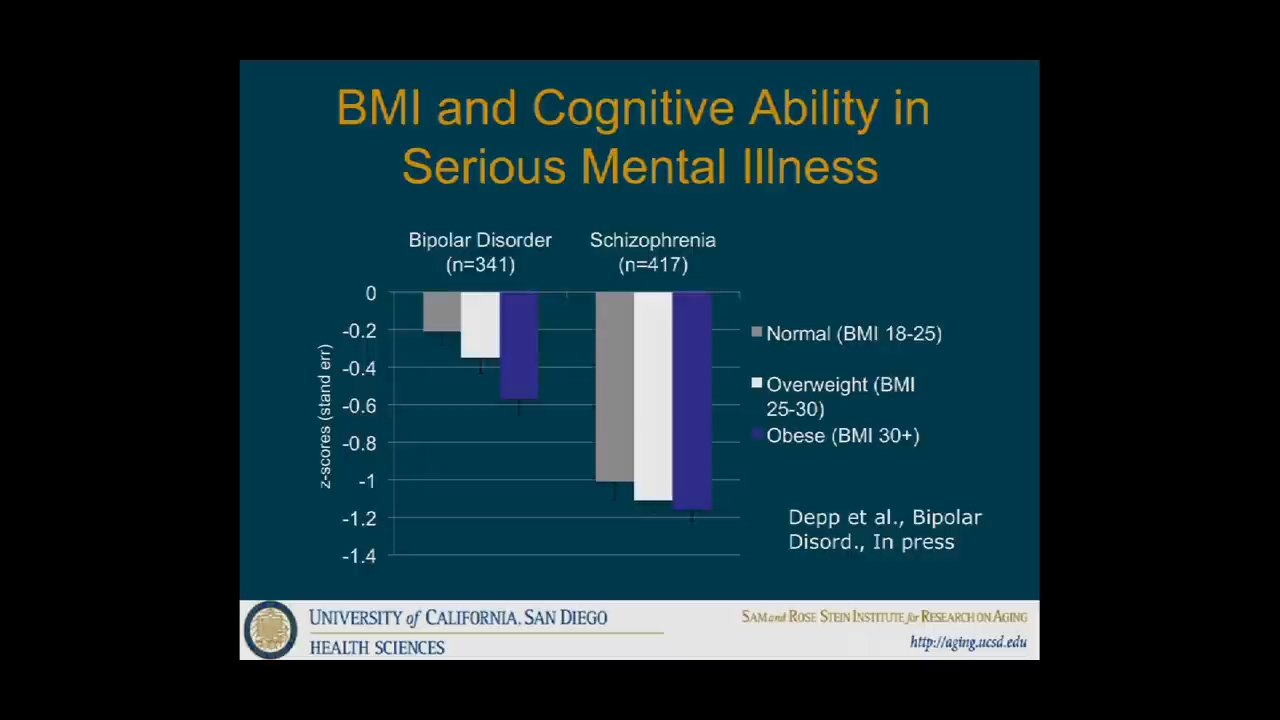 BMI and Cognitive Ability in
Serious Mental Illness
Bipolar Disorder
(n=341)
Schizophrenia
(n=417)
0
-0.2
-0.4
-0.6
-0.8
-1
-1.2
-1.4
z-scores (stand err)
Normal (BMI 18-25)
Overweight (BMI
25-30)
Obese (BMI 30+)
Depp et al., Bipolar
Disord., In press
UNIVERSITY of CALIFORNIA, SAN DIEGO
HEALTH SCIENCES
SAM and ROSE STEIN INSTITUTE for RESEARCH ON AGING
http://aging.ucsd.edu